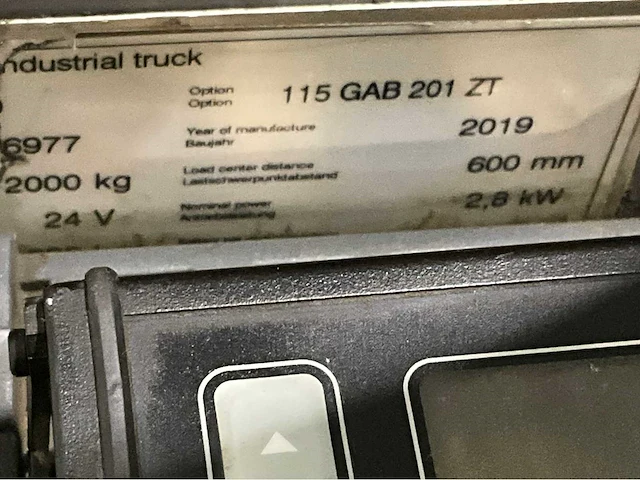 ndustrial truck
Option 115 GAB 201 ZT
Option
6977 Year of manufacture 2019
Baujahr
2000 kg Load center distance 600 mm
Lastschwerpunktabstand
24 V Nominal power 2,8 kW
Antriebsleistung